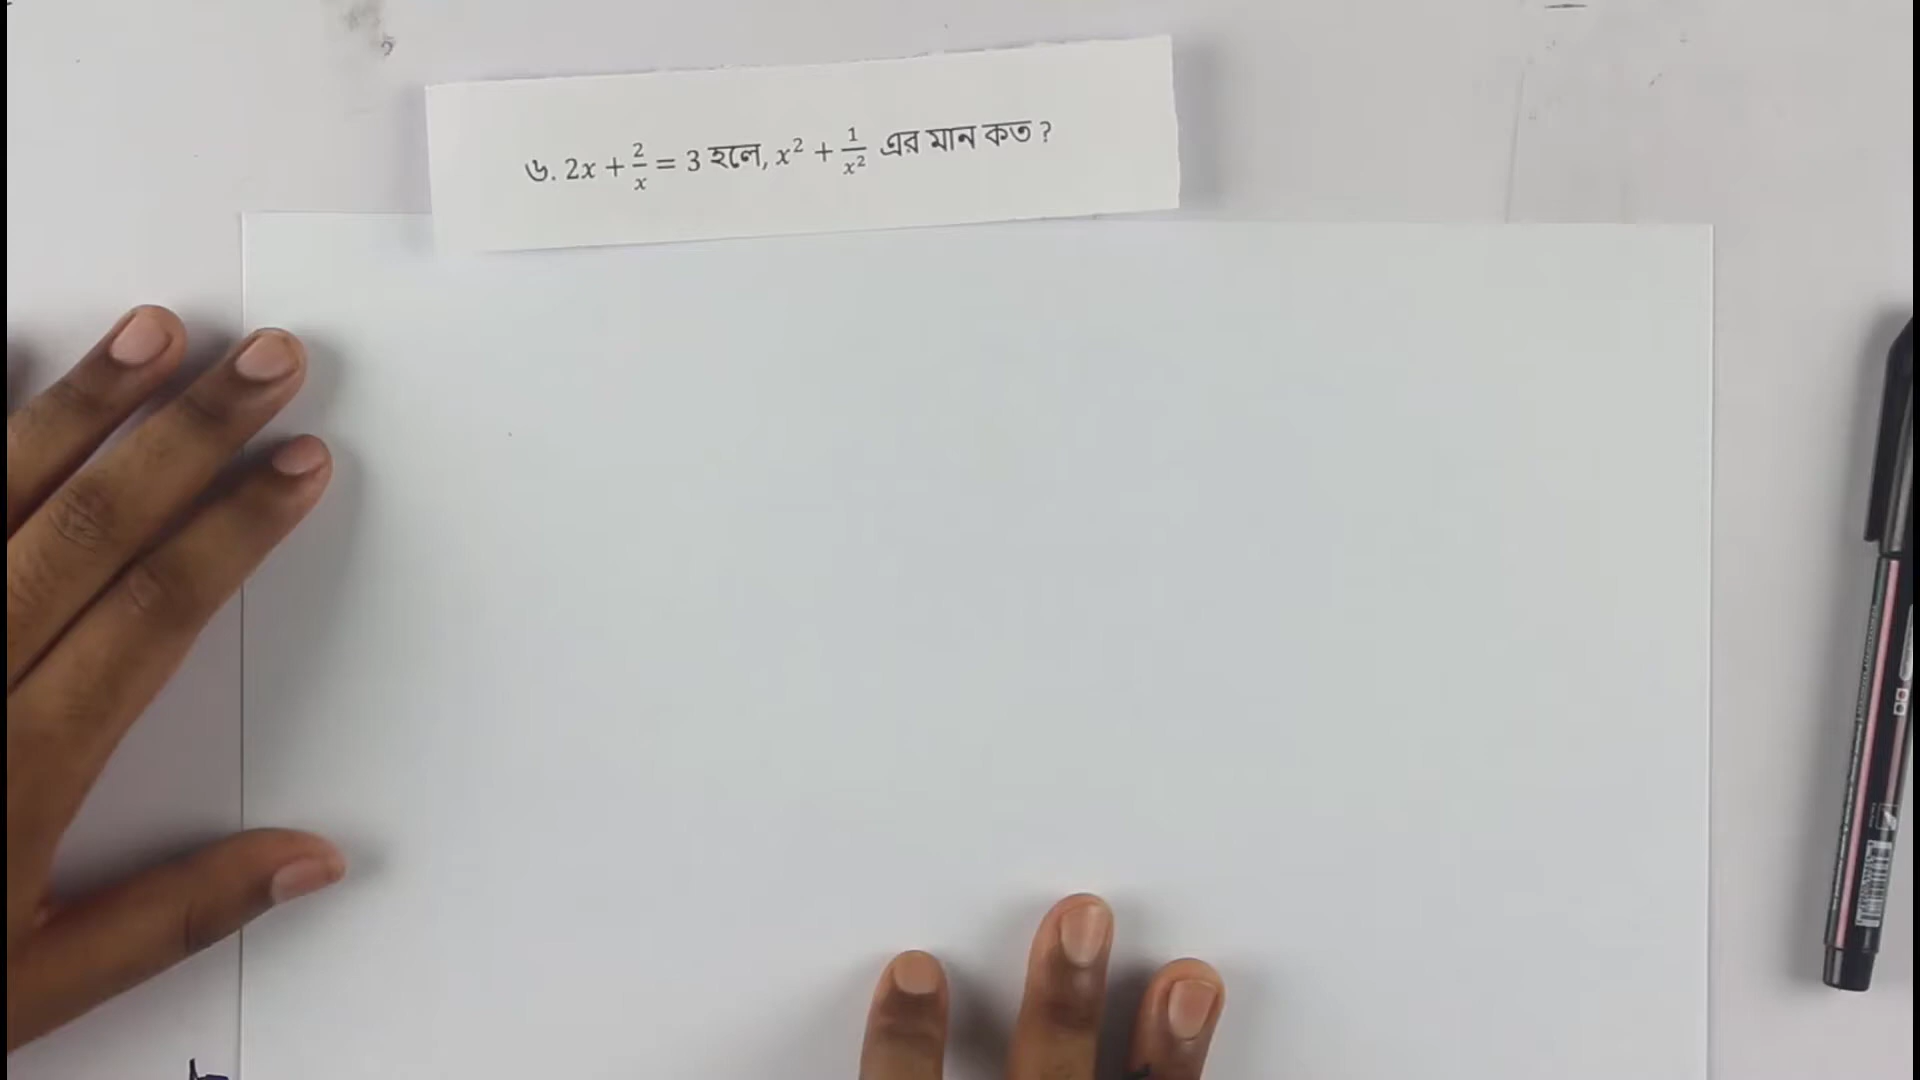 ৬. 2x + 2/x = 3 হলে, x² + 1/x² এর মান কত ?